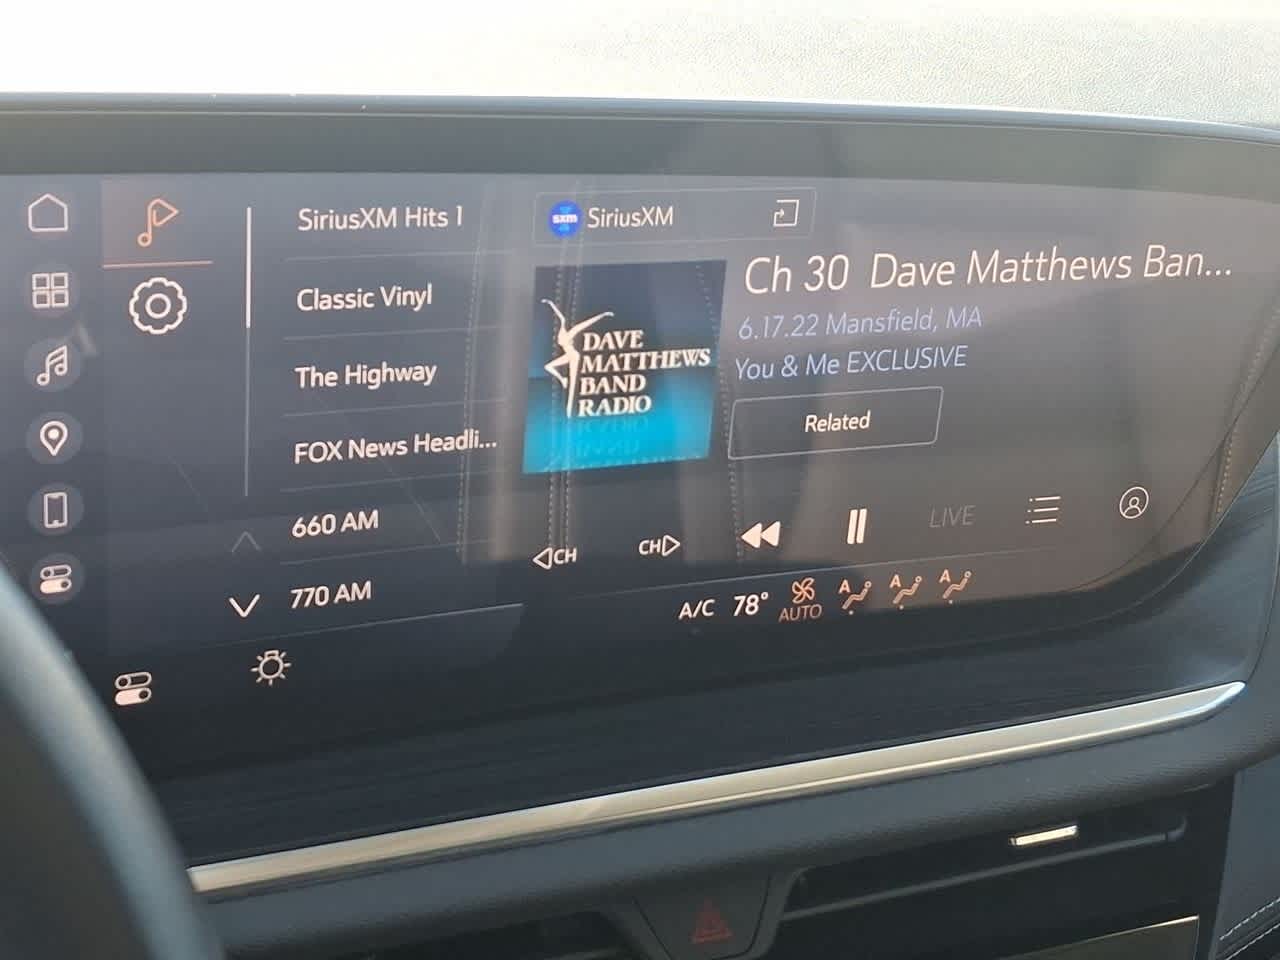 SiriusXM Hits 1
Classic Vinyl
The Highway
FOX News Headli...
660 AM
770 AM
sxm SiriusXM
DAVE
MATTHEWS
BAND
RADIO
Ch 30 Dave Matthews Ban...
6.17.22 Mansfield, MA
You & Me EXCLUSIVE
Related
CH
CH
LIVE
A/C 78° AUTO A A A